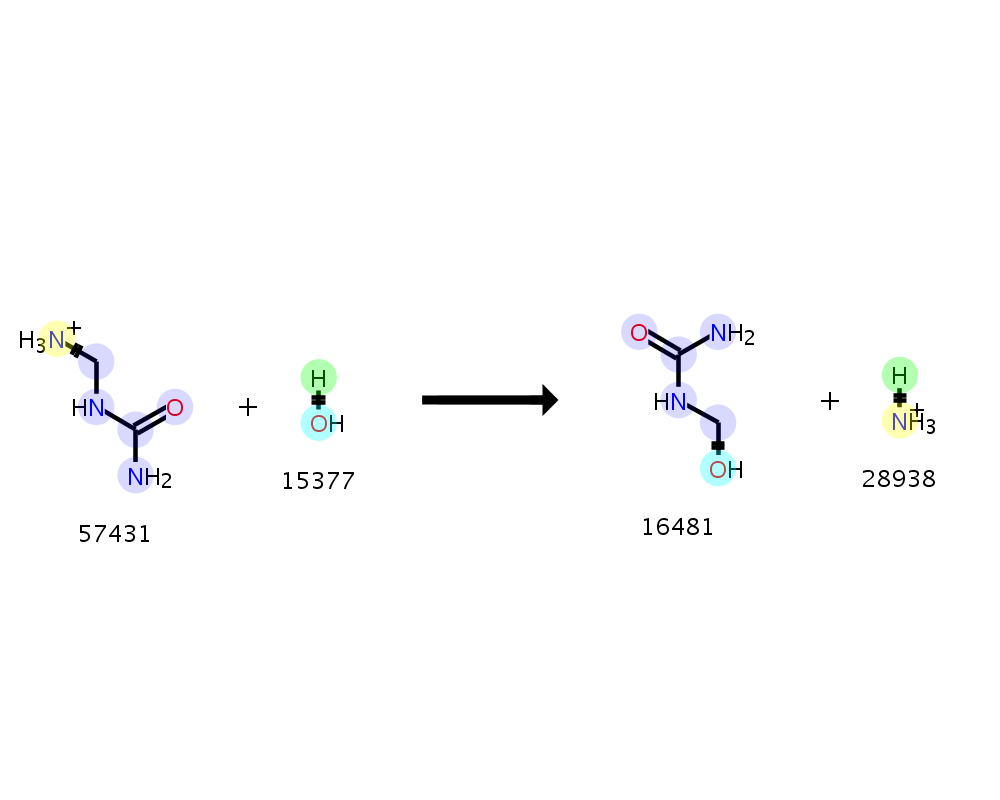 H3N+
HN
O
NH2
57431
+
H
OH
15377
O
NH2
HN
OH
16481
+
H
NH3+
28938